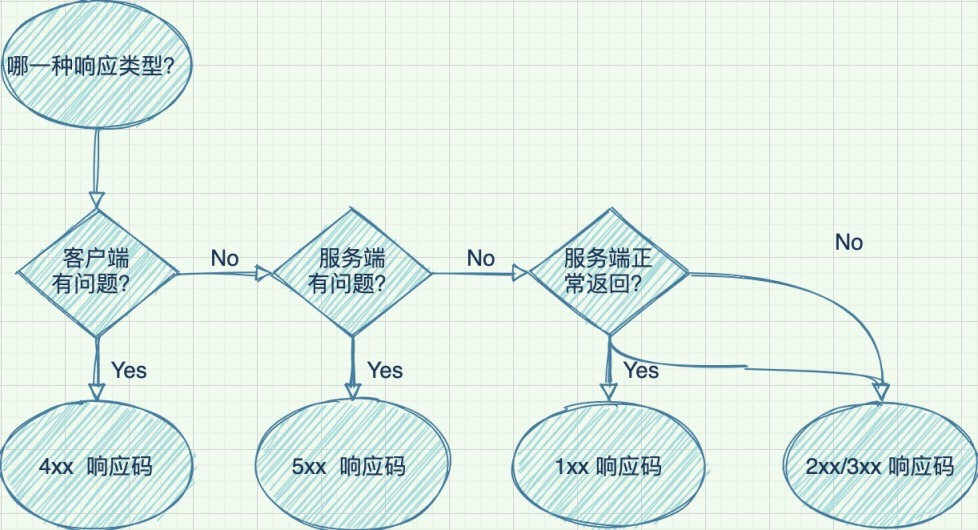 哪一种响应类型?
No
客户端
有问题?
No
服务端
有问题?
No
服务端正
常返回?
Yes
Yes
Yes
4xx 响应码
5xx 响应码
1xx 响应码
2xx/3xx 响应码